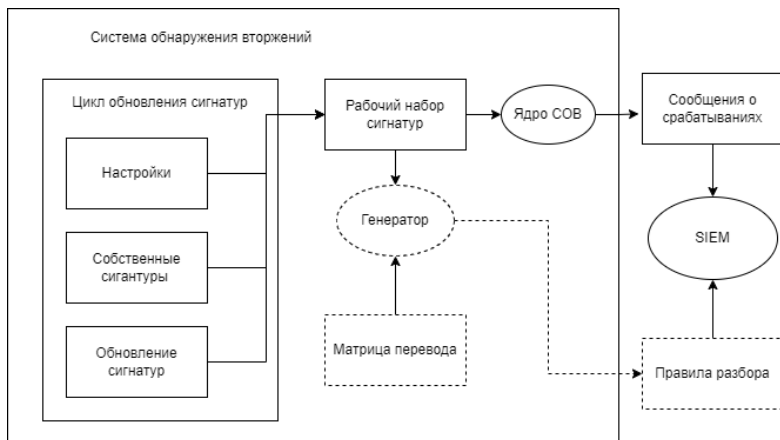 Система обнаружения вторжений
Цикл обновления сигнатур
Настройки
Собственные
сигантуры
Обновление
сигнатур
Рабочий набор
сигнатур
Ядро СОВ
Генератор
Матрица перевода
Сообщения о
срабатываниях
SIEM
Правила разбора